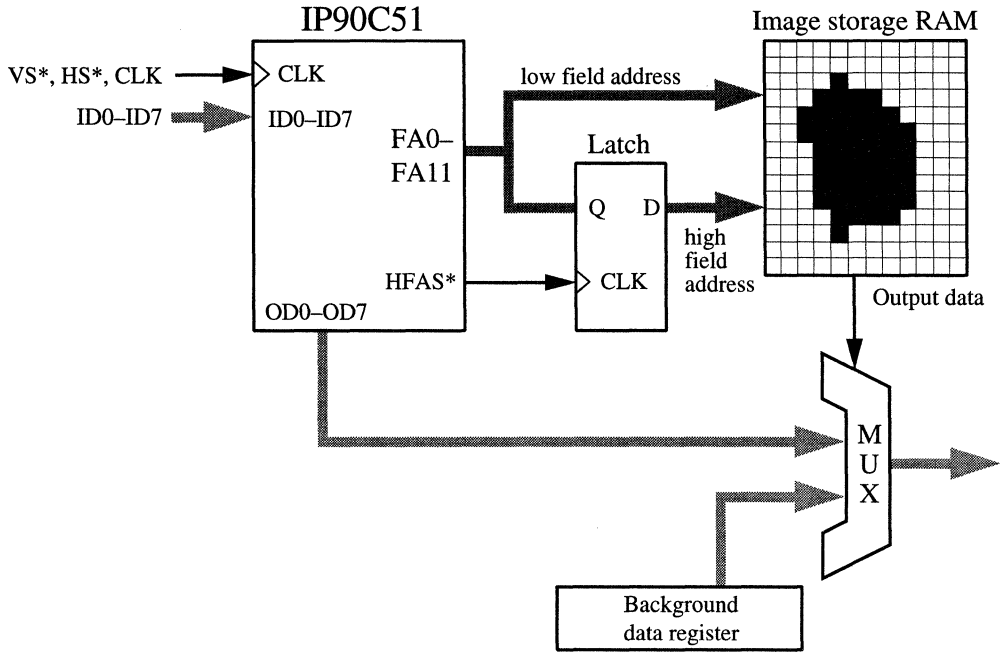 IP90C51
Image storage RAM
VS*, HS*, CLK
CLK
ID0–ID7
ID0–ID7
low field address
FA0–
FA11
Latch
Q
D
high
field
address
HFAS*
CLK
OD0–OD7
Output data
M
U
X
Background
data register